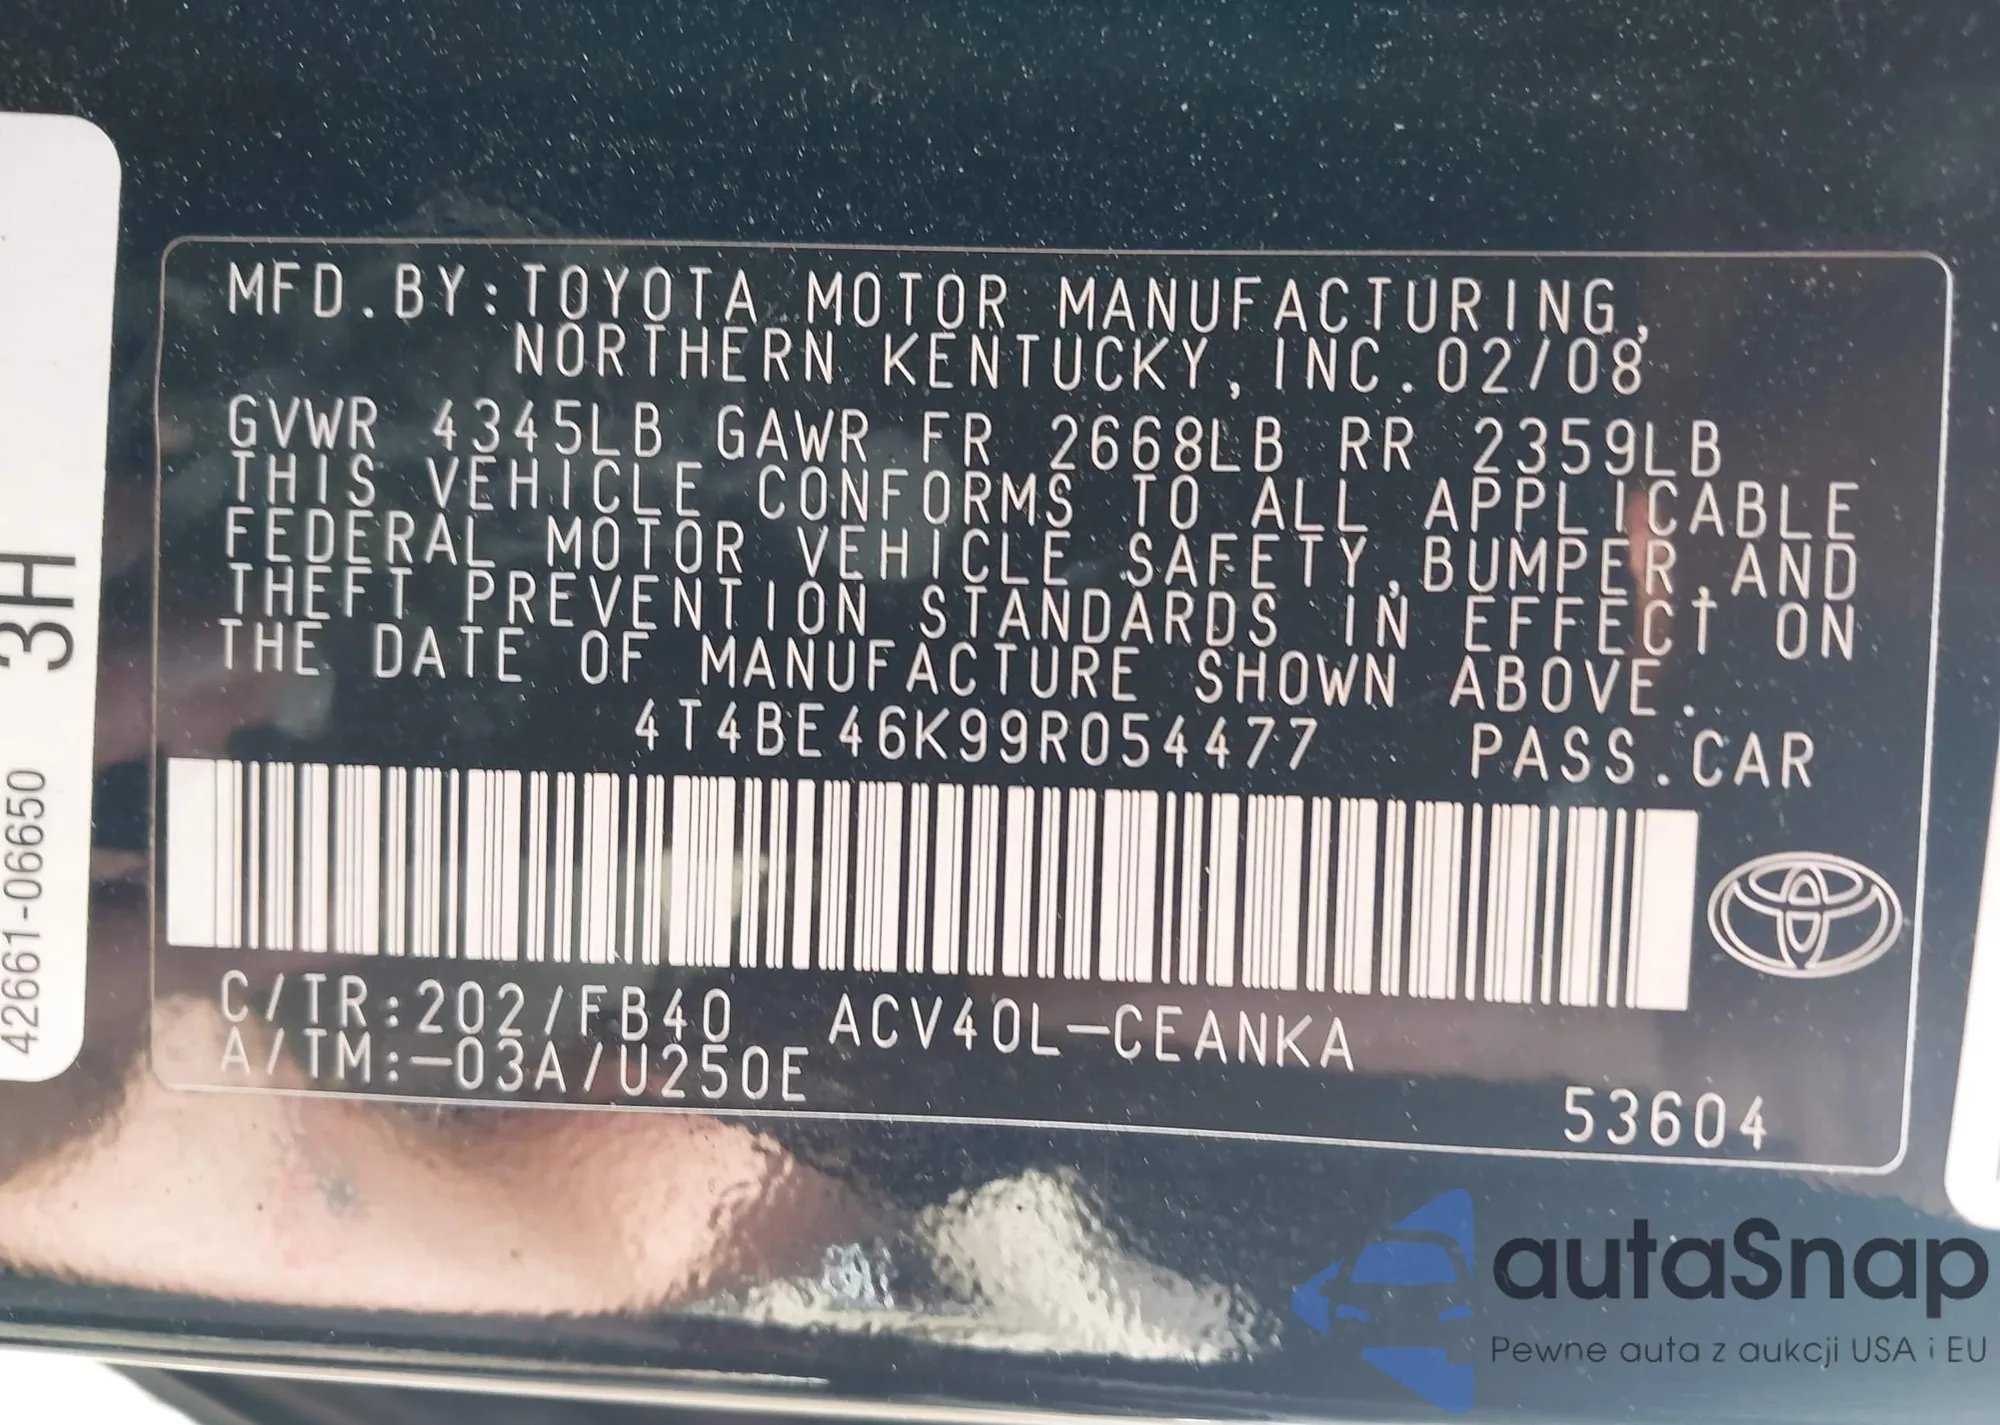 MFD.BY:TOYOTA MOTOR MANUFACTURING,
NORTHERN KENTUCKY, INC.02/08
GVWR 4345LB GAWR FR 2668LB RR 2359LB
THIS VEHICLE CONFORMS TO ALL APPLICABLE
FEDERAL MOTOR VEHICLE SAFETY,BUMPER,AND
THEFT PREVENTION STANDARDS IN EFFECT ON
THE DATE OF MANUFACTURE SHOWN ABOVE.
4T4BE46K99R054477 PASS.CAR
C/TR:202/FB40 ACV40L-CEANKA
A/TM:-03A/U250E
53604
3H
42661-06650
autaSnap
Pewne auta z aukcji USA i EU